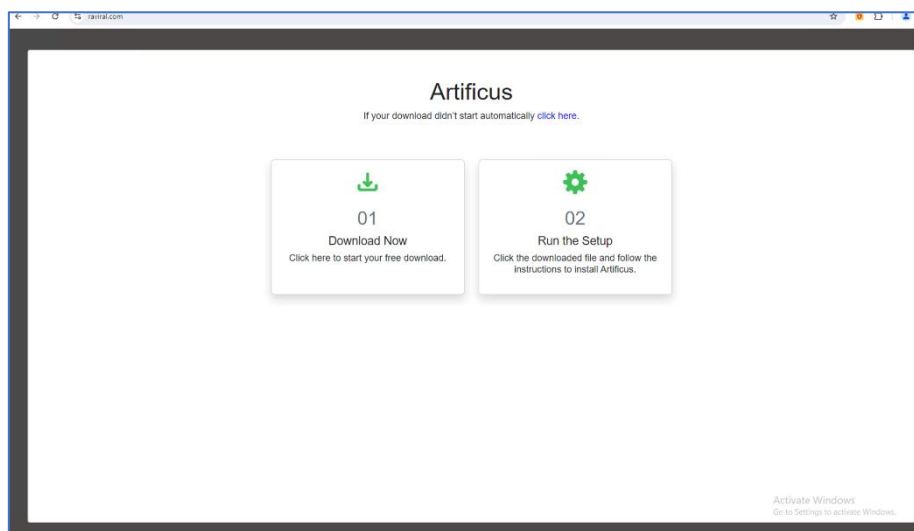 raviral.com
Artificus
If your download didn't start automatically click here.
01
Download Now
Click here to start your free download.
02
Run the Setup
Click the downloaded file and follow the
instructions to install Artificus.
Activate Windows
Go to Settings to activate Windows.